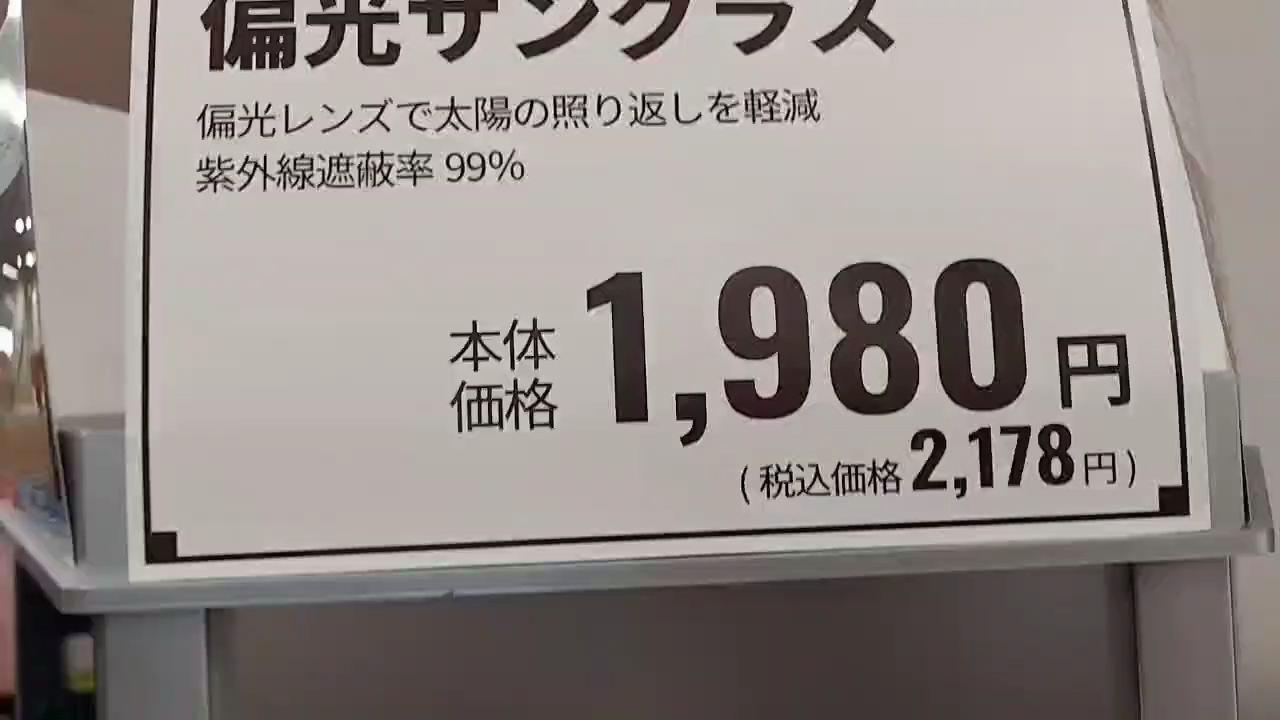 偏光サングラス
偏光レンズで太陽の照り返しを軽減
紫外線遮蔽率 99%
本体
価格
1,980円
(税込価格 2,178円)